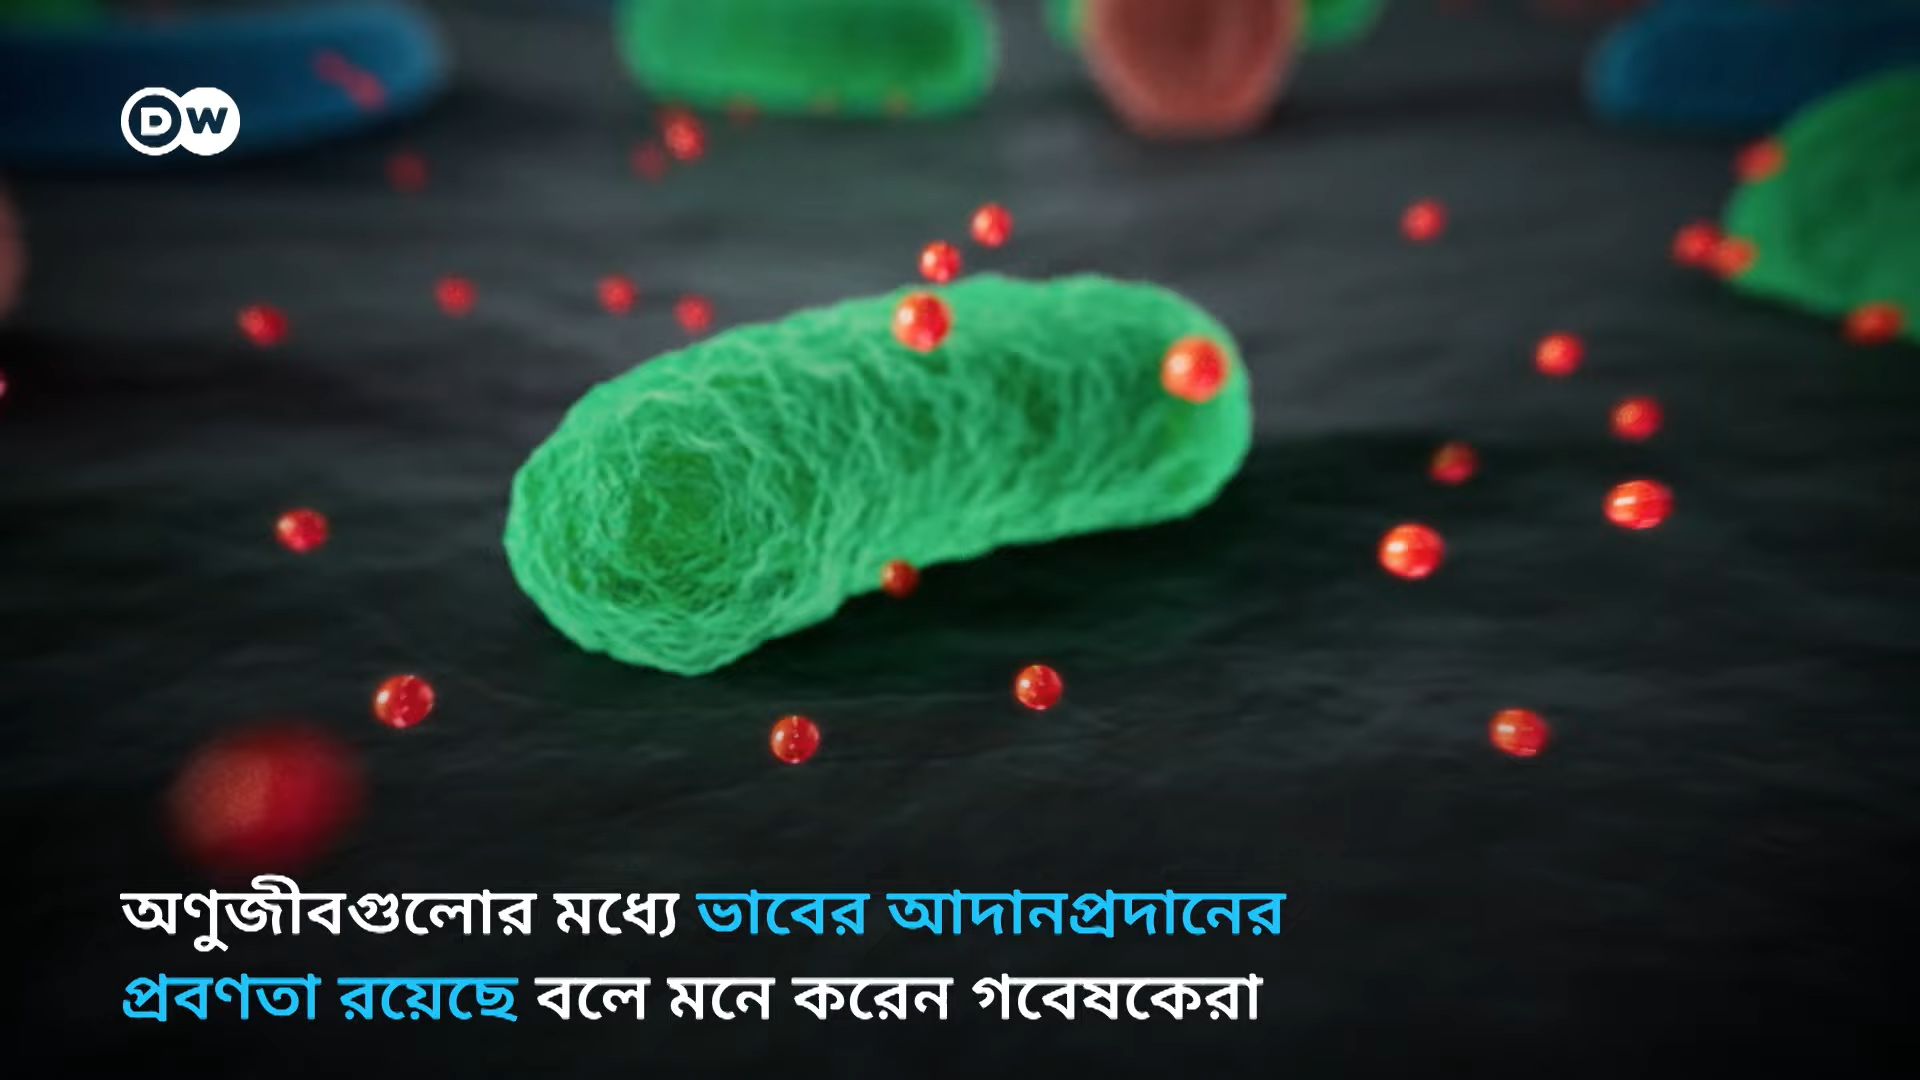 DW
অণুজীবগুলোর মধ্যে ভাবের আদানপ্রদানের
প্রবণতা রয়েছে বলে মনে করেন গবেষকেরা